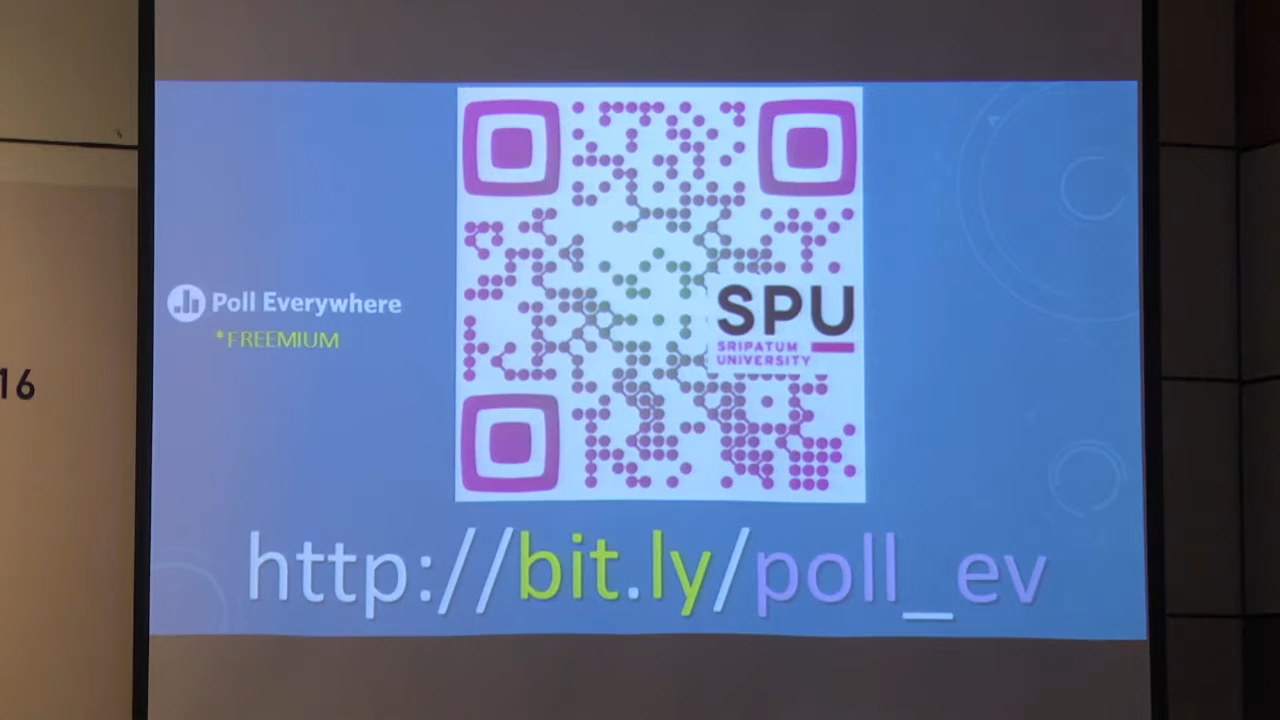 Poll Everywhere
*FREEMIUM
SPU
SRIPATUM
UNIVERSITY
16
http://bit.ly/poll_ev